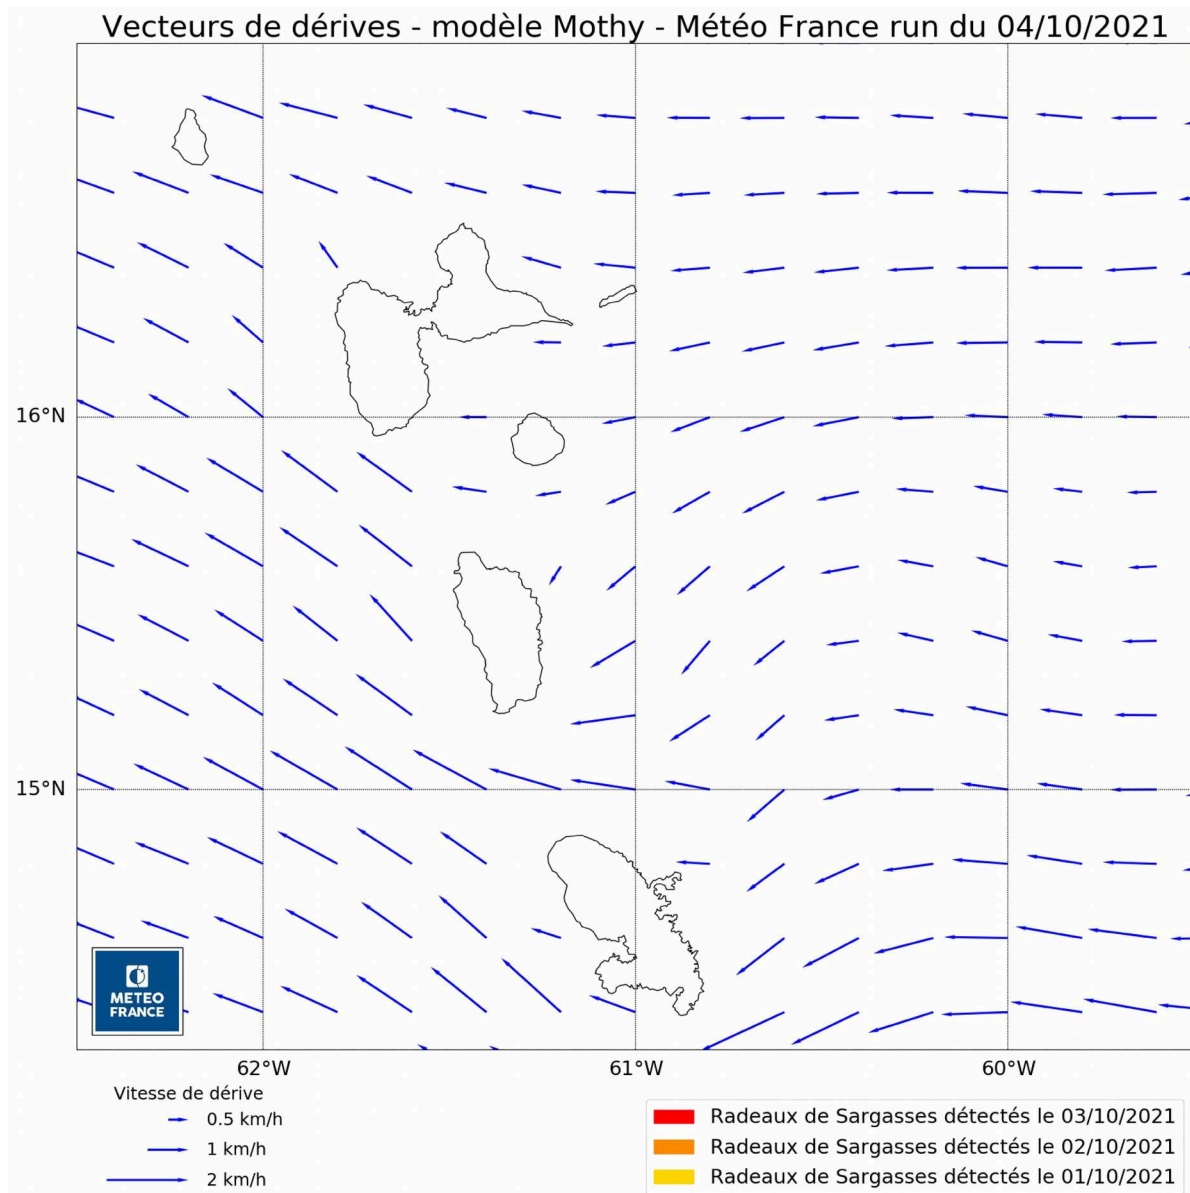 Vecteurs de dérives - modèle Mothy - Météo France run du 04/10/2021
16°N
15°N
METEO
FRANCE
62°W
61°W
60°W
Vitesse de dérive
0.5 km/h
1 km/h
2 km/h
Radeaux de Sargasses détectés le 03/10/2021
Radeaux de Sargasses détectés le 02/10/2021
Radeaux de Sargasses détectés le 01/10/2021